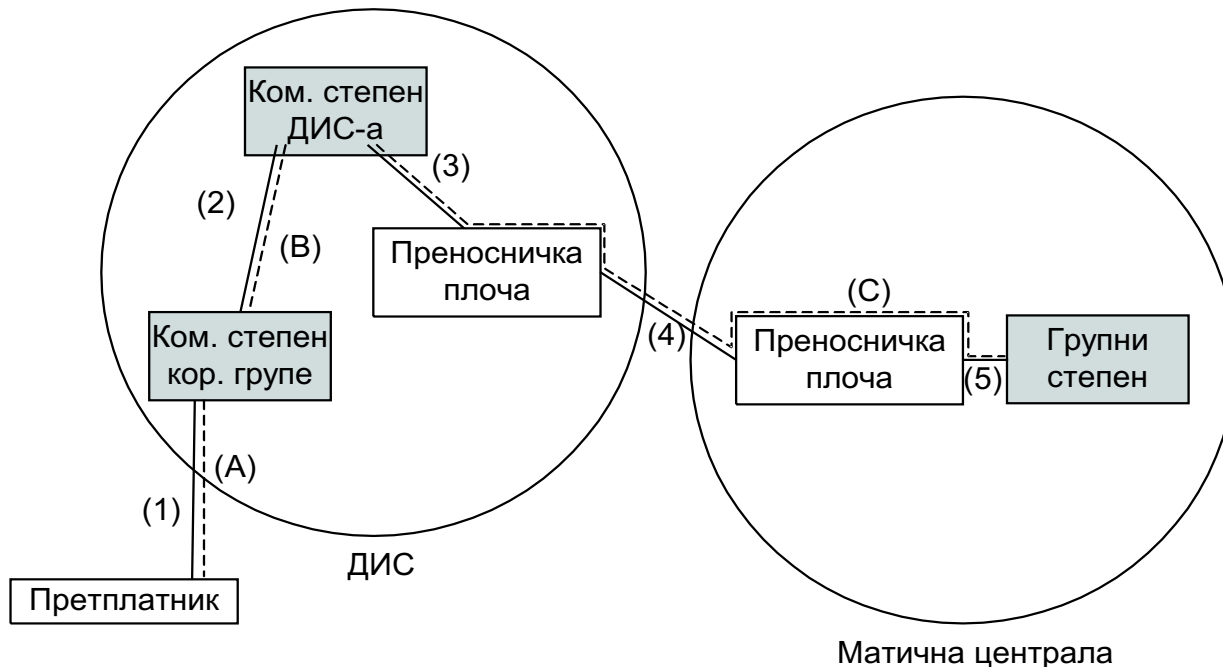 Ком. степен
ДИС-а
(3)
(2)
(B)
Преносничка
плоча
Ком. степен
кор. групе
(4)
(C)
Преносничка
плоча
(5)
Групни
степен
(A)
(1)
ДИС
Претплатник
Матична централа